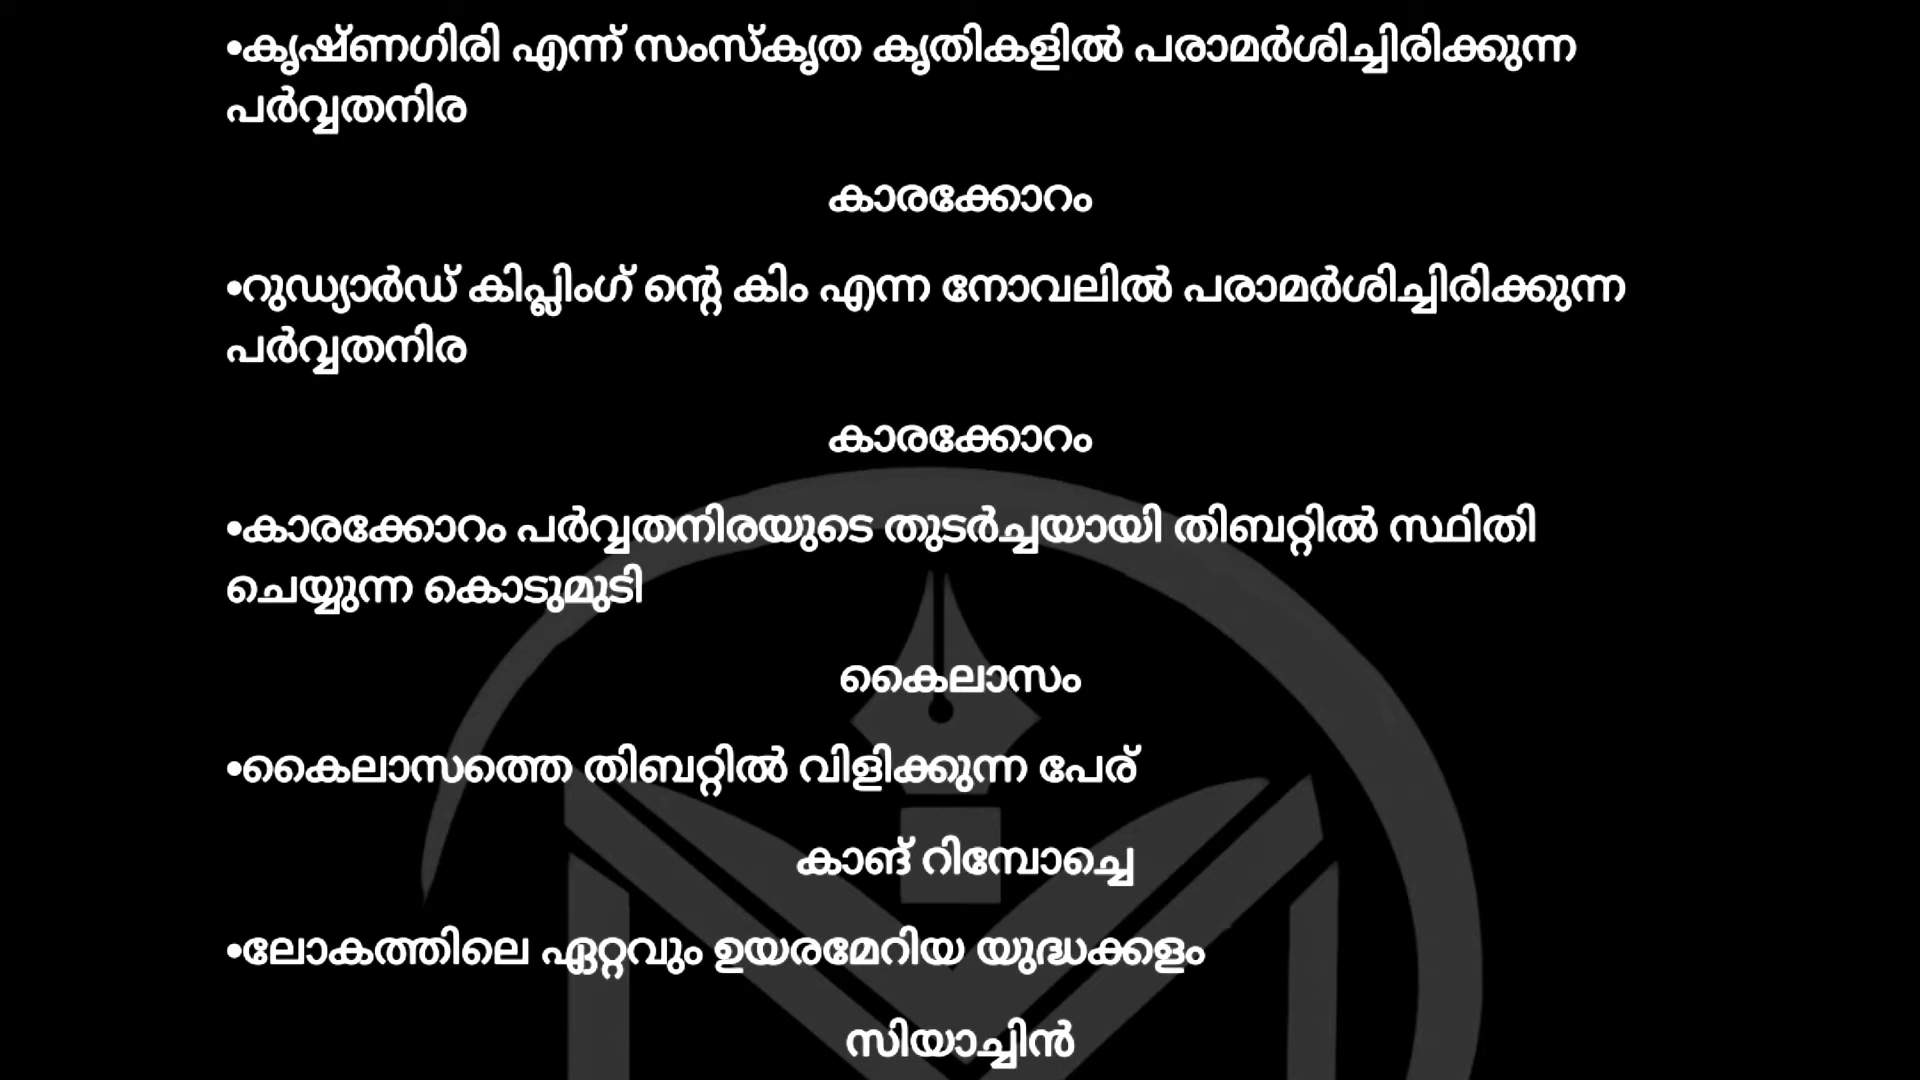 •കൃഷ്ണഗിരി എന്ന് സംസ്കൃത കൃതികളിൽ പരാമർശിച്ചിരിക്കുന്ന
പർവ്വതനിര
കാരക്കോറം
•റുഡ്യാർഡ് കിപ്ലിംഗ് ന്റെ കിം എന്ന നോവലിൽ പരാമർശിച്ചിരിക്കുന്ന
പർവ്വതനിര
കാരക്കോറം
•കാരക്കോറം പർവ്വതനിരയുടെ തുടർച്ചയായി തിബറ്റിൽ സ്ഥിതി
ചെയ്യുന്ന കൊടുമുടി
കൈലാസം
•കൈലാസത്തെ തിബറ്റിൽ വിളിക്കുന്ന പേര്
കാങ് റിമ്പോച്ചെ
•ലോകത്തിലെ ഏറ്റവും ഉയരമേറിയ യുദ്ധക്കളം
സിയാച്ചിൻ